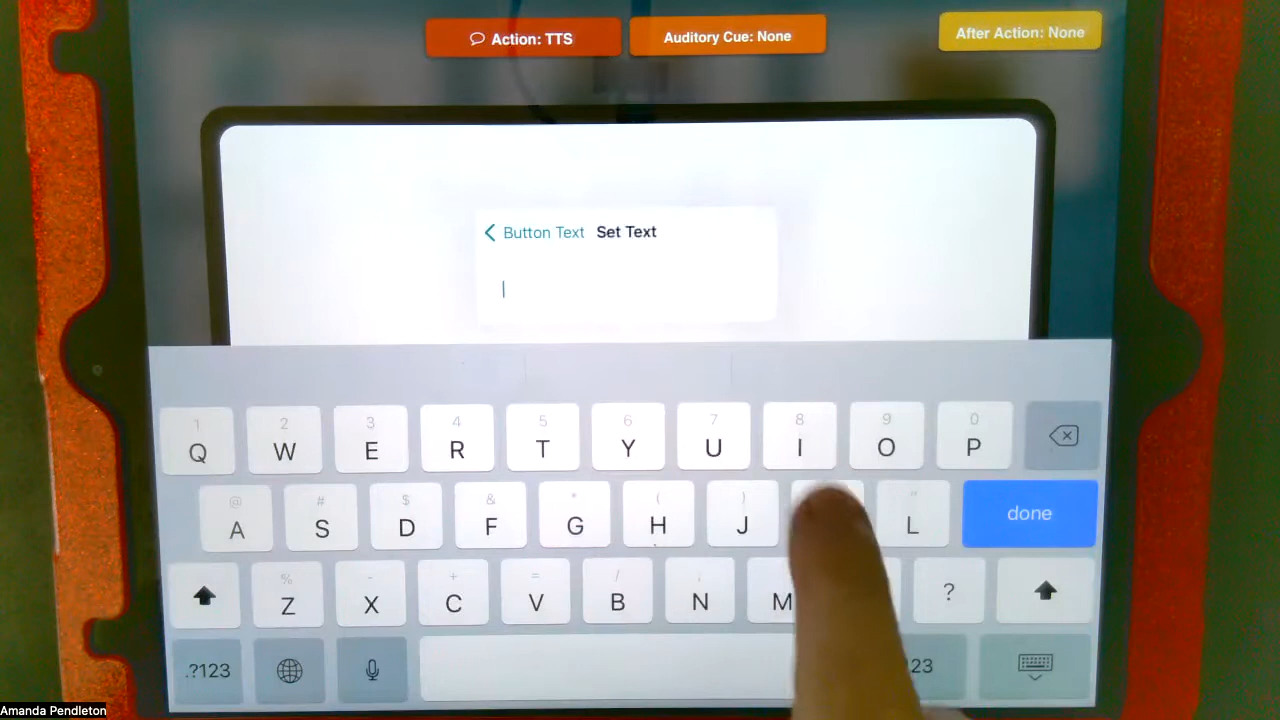 Action: TTS
Auditory Cue: None
After Action: None
Button Text Set Text
1 2 3 4 5 6 7 8 9 0
Q W E R T Y U I O P
@ # $ & * ( ) "
A S D F G H J L done
% - + = / ;
Z X C V B N M ?
.?123 23
Amanda Pendleton